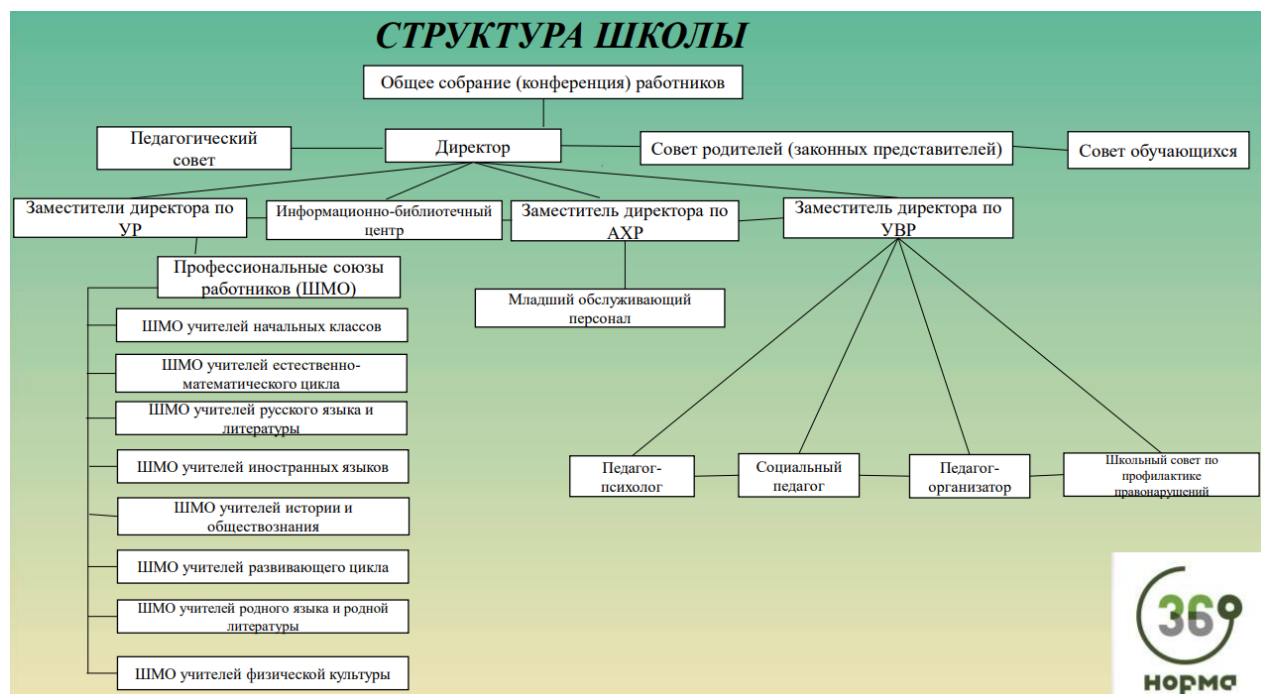 СТРУКТУРА ШКОЛЫ
Общее собрание (конференция) работников
Педагогический
совет
Директор
Совет родителей (законных представителей)
Совет обучающихся
Заместители директора по
УР
Информационно-библиотечный
центр
Заместитель директора по
АХР
Заместитель директора по
УВР
Профессиональные союзы
работников (ШМО)
Младший обслуживающий
персонал
ШМО учителей начальных классов
ШМО учителей естественно-
математического цикла
ШМО учителей русского языка и
литературы
ШМО учителей иностранных языков
ШМО учителей истории и
обществознания
ШМО учителей развивающего цикла
ШМО учителей родного языка и родной
литературы
ШМО учителей физической культуры
Педагог-
психолог
Социальный
педагог
Педагог-
организатор
Школьный совет по
профилактике
правонарушений
369
норма